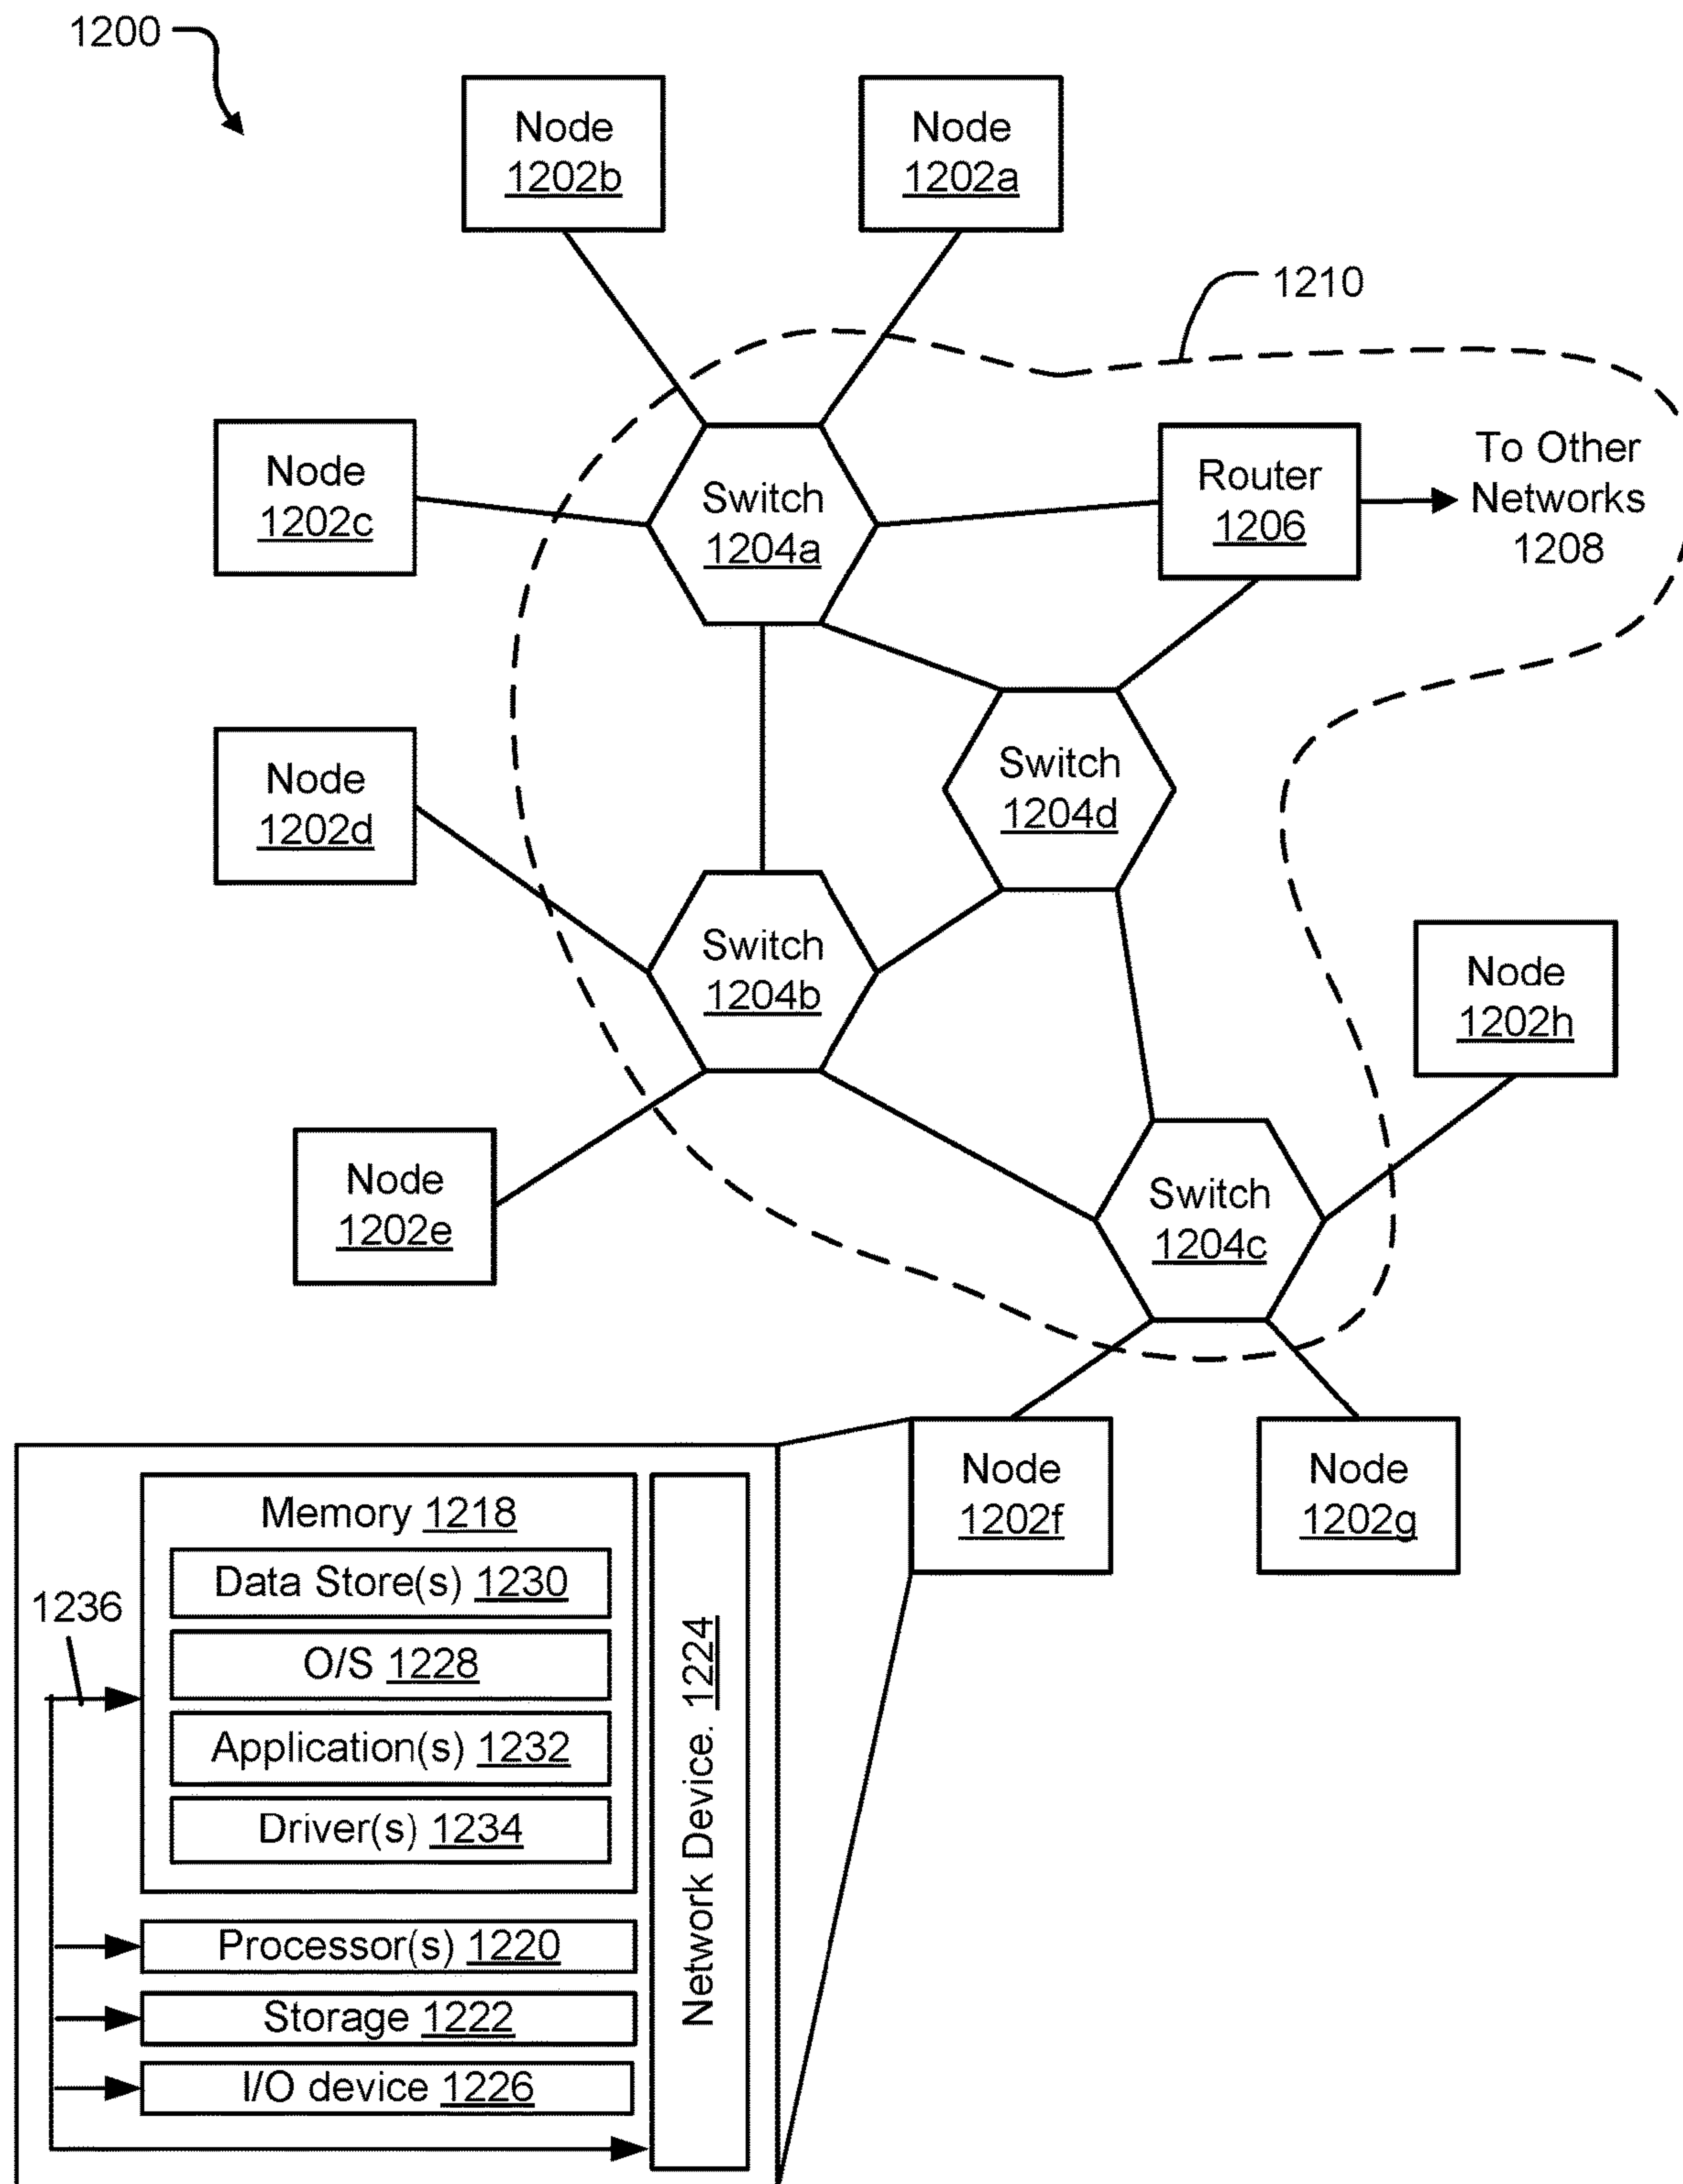 1200
Node
1202b
Node
1202a
1210
Node
1202c
Switch
1204a
Router
1206
To Other
Networks
1208
Node
1202d
Switch
1204d
Switch
1204b
Node
1202h
Node
1202e
Switch
1204c
Node
1202f
Node
1202g
Memory 1218
Data Store(s) 1230
1236
O/S 1228
Application(s) 1232
Driver(s) 1234
Network Device. 1224
Processor(s) 1220
Storage 1222
I/O device 1226